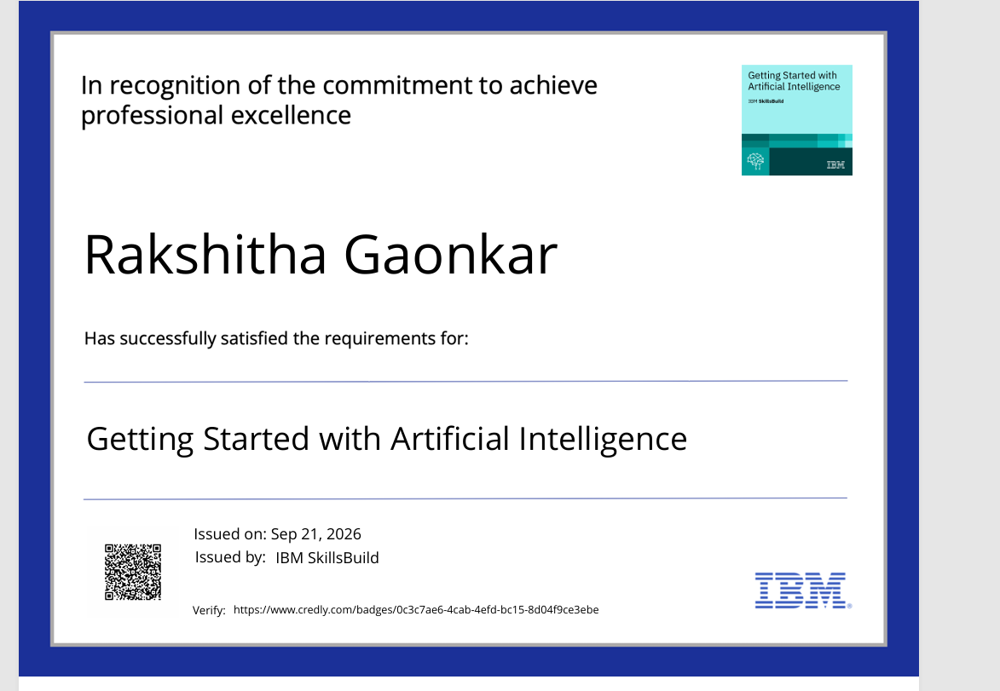 In recognition of the commitment to achieve
professional excellence
Getting Started with
Artificial Intelligence
IBM SkillsBuild
IBM
Rakshitha Gaonkar
Has successfully satisfied the requirements for:
Getting Started with Artificial Intelligence
Issued on: Sep 21, 2026
Issued by: IBM SkillsBuild
Verify: https://www.credly.com/badges/0c3c7ae6-4cab-4efd-bc15-8d04f9ce3ebe
IBM®